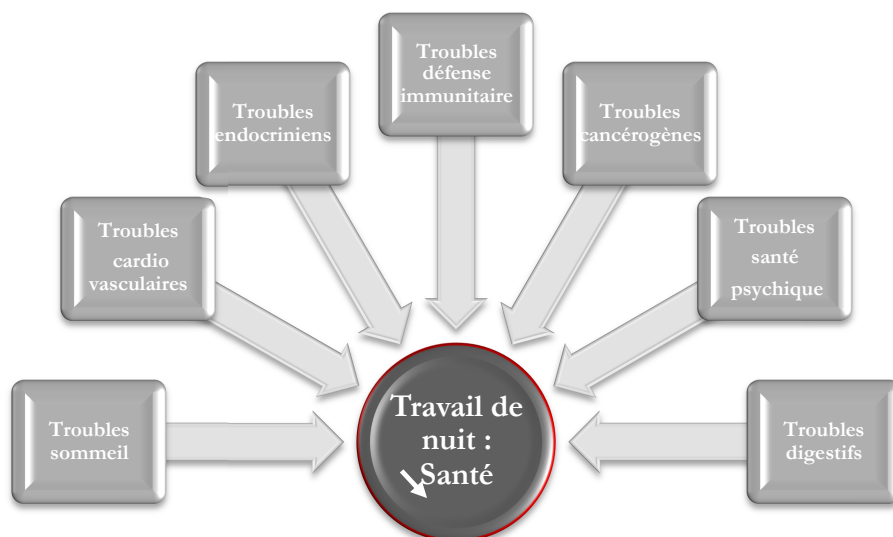 Troubles
défense
immunitaire
Troubles
endocriniens
Troubles
cancérogènes
Troubles
cardio
vasculaires
Troubles
santé
psychique
Troubles
sommeil
Travail de
nuit :
Santé
Troubles
digestifs